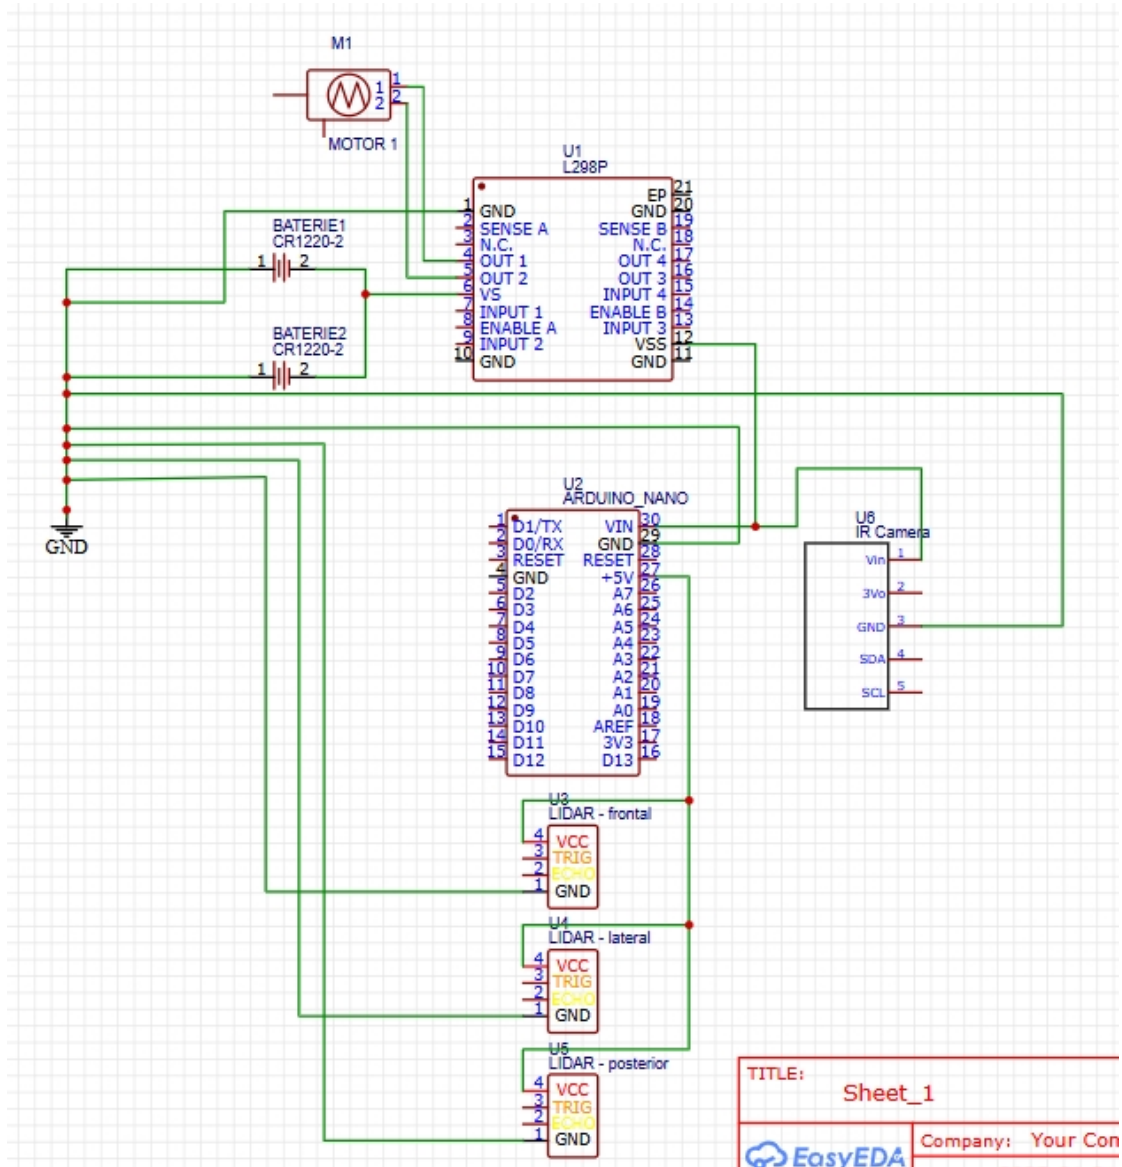 M1
1
1
2
2
MOTOR 1
U1
L298P
1 GND
2 SENSE A
3 N.C.
4 OUT 1
5 OUT 2
6 VS
7 INPUT 1
8 ENABLE A
9 INPUT 2
10 GND
EP 21
GND 20
SENSE B 19
N.C. 18
OUT 4 17
OUT 3 16
INPUT 4 15
ENABLE B 14
INPUT 3 13
VSS 12
GND 11
BATERIE1
CR1220-2
1 2
BATERIE2
CR1220-2
1 2
GND
U2
ARDUINO_NANO
1 D1/TX
2 D0/RX
3 RESET
4 GND
5 D2
6 D3
7 D4
8 D5
9 D6
10 D7
11 D8
12 D9
13 D10
14 D11
15 D12
VIN 30
GND 29
RESET 28
+5V 27
A7 26
A6 25
A5 24
A4 23
A3 22
A2 21
A1 20
A0 19
AREF 18
3V3 17
D13 16
U6
IR Camera
Vin 1
3Vo 2
GND 3
SDA 4
SCL 5
U3
LIDAR - frontal
4 VCC
3 TRIG
2 ECHO
1 GND
U4
LIDAR - lateral
4 VCC
3 TRIG
2 ECHO
1 GND
U5
LIDAR - posterior
4 VCC
3 TRIG
2 ECHO
1 GND
TITLE:
Sheet_1
EasyEDA
Company: Your Com